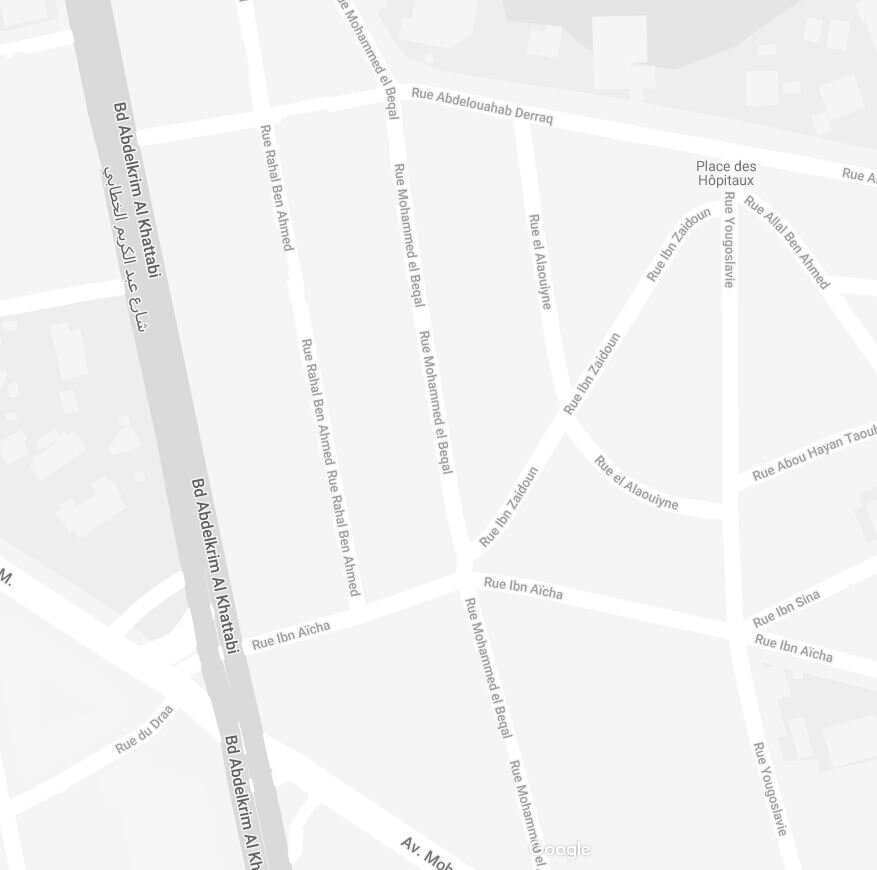 Rue Mohammed el Beqal
Rue Abdelouahab Derraq
Bd Abdelkrim Al Khattabi
شارع عبد الكريم الخطابي
Rue Rahal Ben Ahmed
Rue Mohammed el Beqal
Place des
Hôpitaux
Rue A
Rue Ibn Zaidoun
Rue Yougoslavie
Rue Allal Ben Ahmed
Rue el Alaouiyne
Rue Rahal Ben Ahmed
Rue Mohammed el Beqal
Rue Ibn Zaidoun
Rue Abou Hayan Taouh
Rue el Alaouiyne
Rue Rahal Ben Ahmed
Rue Ibn Zaidoun
Bd Abdelkrim Al Khattabi
M.
Rue Ibn Aïcha
Rue Ibn Aïcha
Rue Ibn Sina
Rue Ibn Aïcha
Rue Mohammed el Beqal
Rue du Draa
Bd Abdelkrim Al Kh
Rue Yougoslavie
Rue Mohammed el
Av. Moh
Google